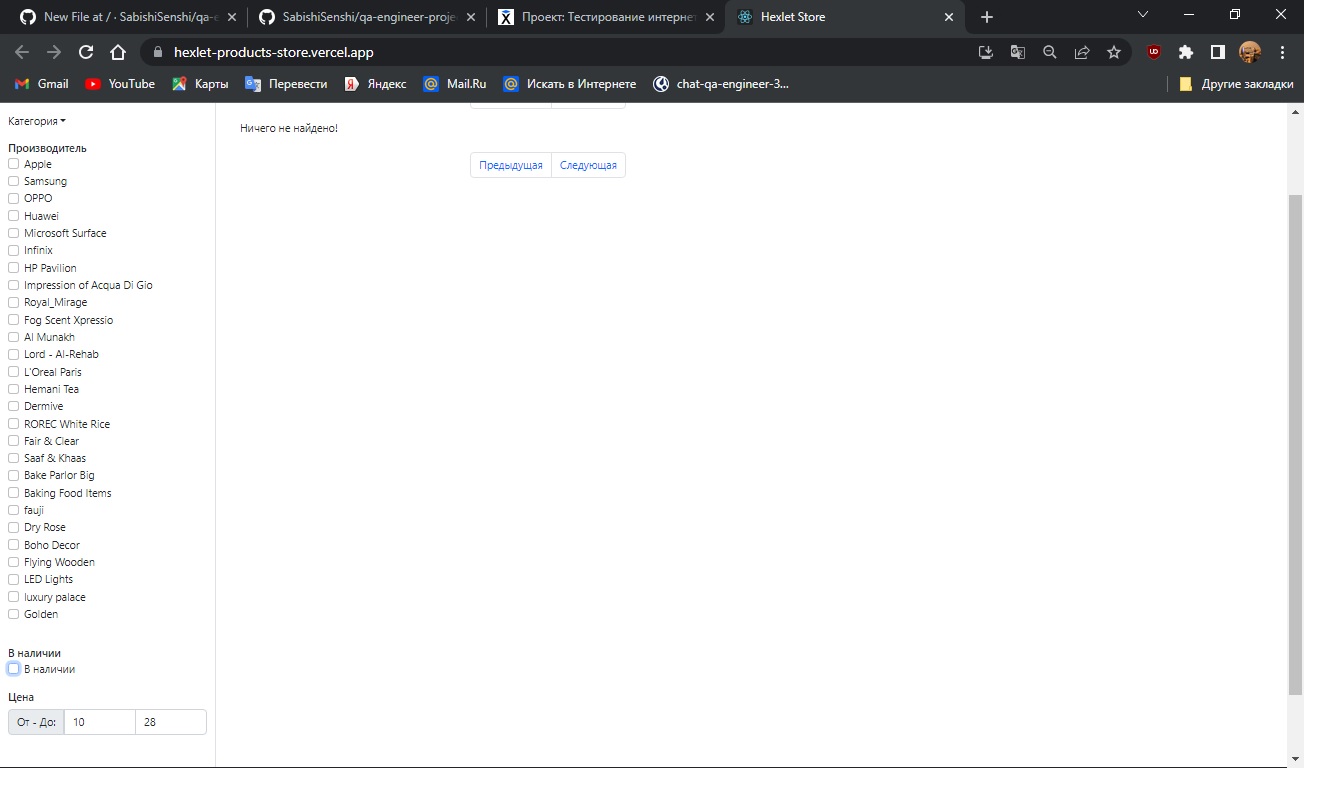 New File at / · SabishiSenshi/qa-e
SabishiSenshi/qa-engineer-proje
Проект: Тестирование интернет
Hexlet Store
hexlet-products-store.vercel.app
Gmail
YouTube
Карты
Перевести
Яндекс
Mail.Ru
Искать в Интернете
chat-qa-engineer-3...
Другие закладки
Категория
Ничего не найдено!
Предыдущая
Следующая
Производитель
Apple
Samsung
OPPO
Huawei
Microsoft Surface
Infinix
HP Pavilion
Impression of Acqua Di Gio
Royal_Mirage
Fog Scent Xpressio
Al Munakh
Lord - Al-Rehab
L'Oreal Paris
Hemani Tea
Dermive
ROREC White Rice
Fair & Clear
Saaf & Khaas
Bake Parlor Big
Baking Food Items
fauji
Dry Rose
Boho Decor
Flying Wooden
LED Lights
luxury palace
Golden
В наличии
В наличии
Цена
От - До: 10 28